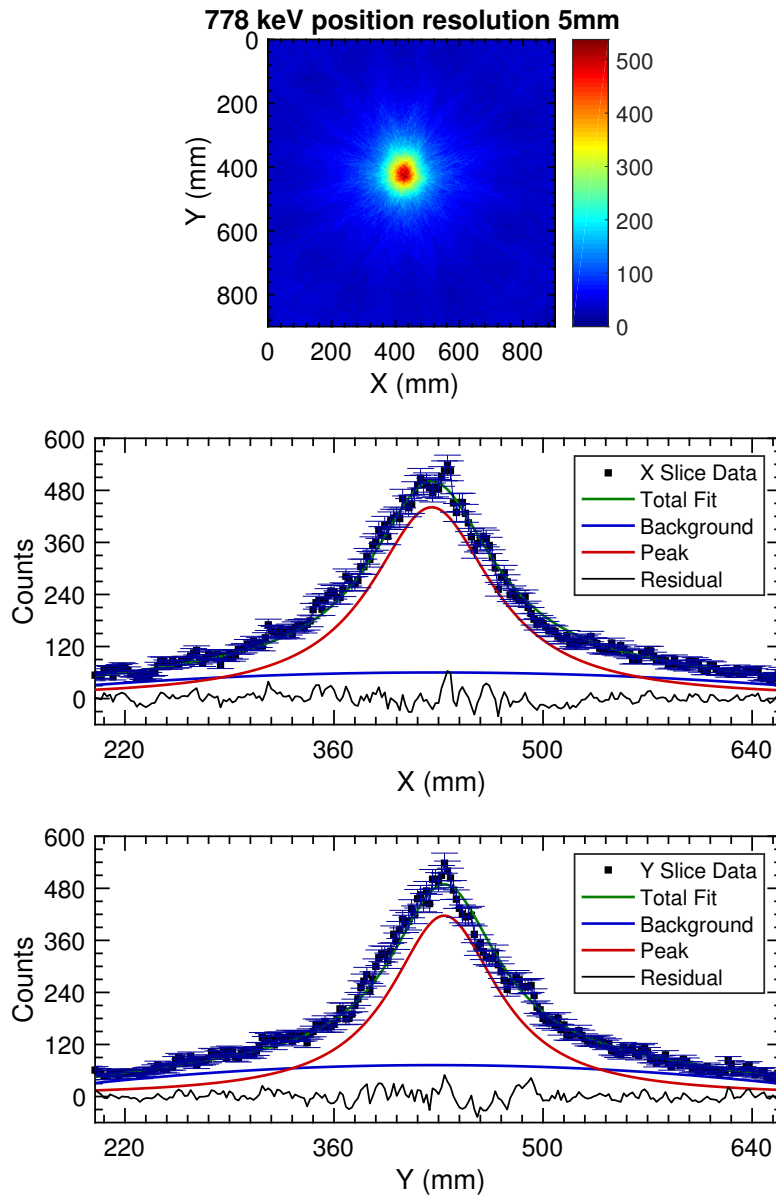 778 keV position resolution 5mm
0
200
400
600
800
Y (mm)
0 200 400 600 800
X (mm)
500
400
300
200
100
0
600
480
360
240
120
0
Counts
X Slice Data
Total Fit
Background
Peak
Residual
220 360 500 640
X (mm)
600
480
360
240
120
0
Counts
Y Slice Data
Total Fit
Background
Peak
Residual
220 360 500 640
Y (mm)